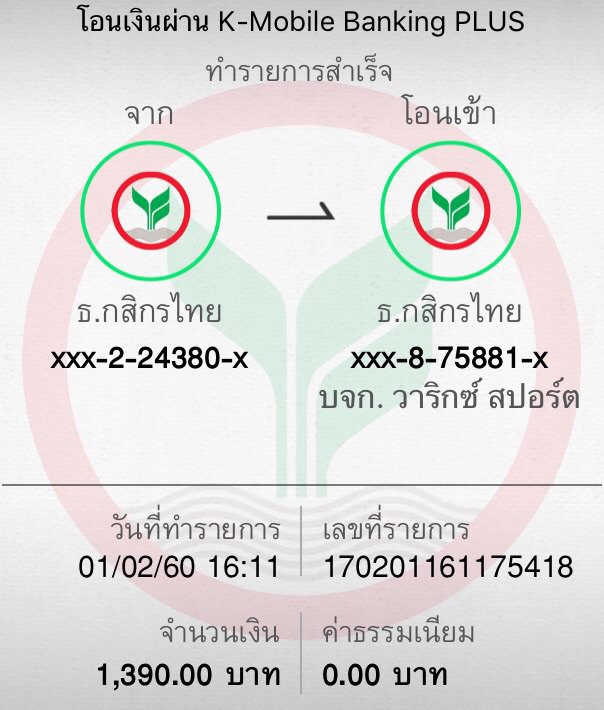 โอนเงินผ่าน K-Mobile Banking PLUS
ทำรายการสำเร็จ
จาก
โอนเข้า
ธ.กสิกรไทย
ธ.กสิกรไทย
xxx-2-24380-x
xxx-8-75881-x
บจก. วาริกซ์ สปอร์ต
วันที่ทำรายการ
เลขที่รายการ
01/02/60 16:11
170201161175418
จำนวนเงิน
ค่าธรรมเนียม
1,390.00 บาท
0.00 บาท